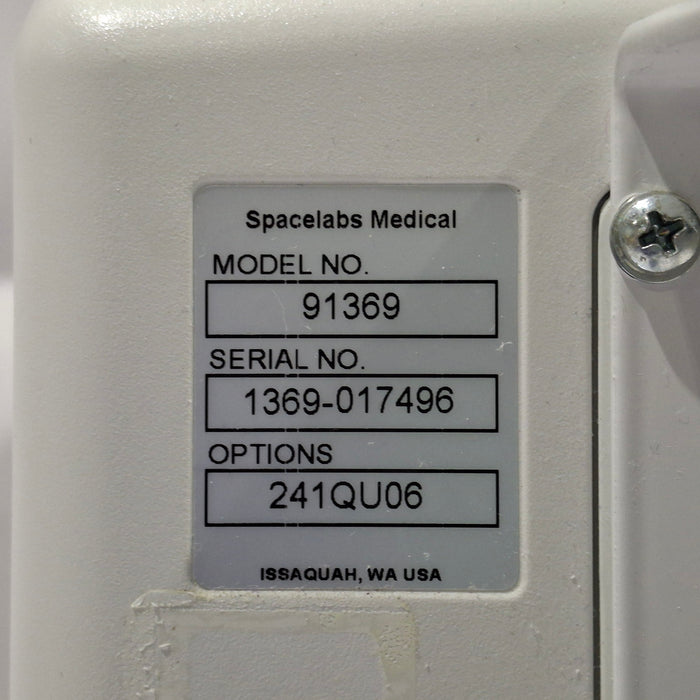 Spacelabs Medical
MODEL NO.
91369
SERIAL NO.
1369-017496
OPTIONS
241QU06
ISSAQUAH, WA USA